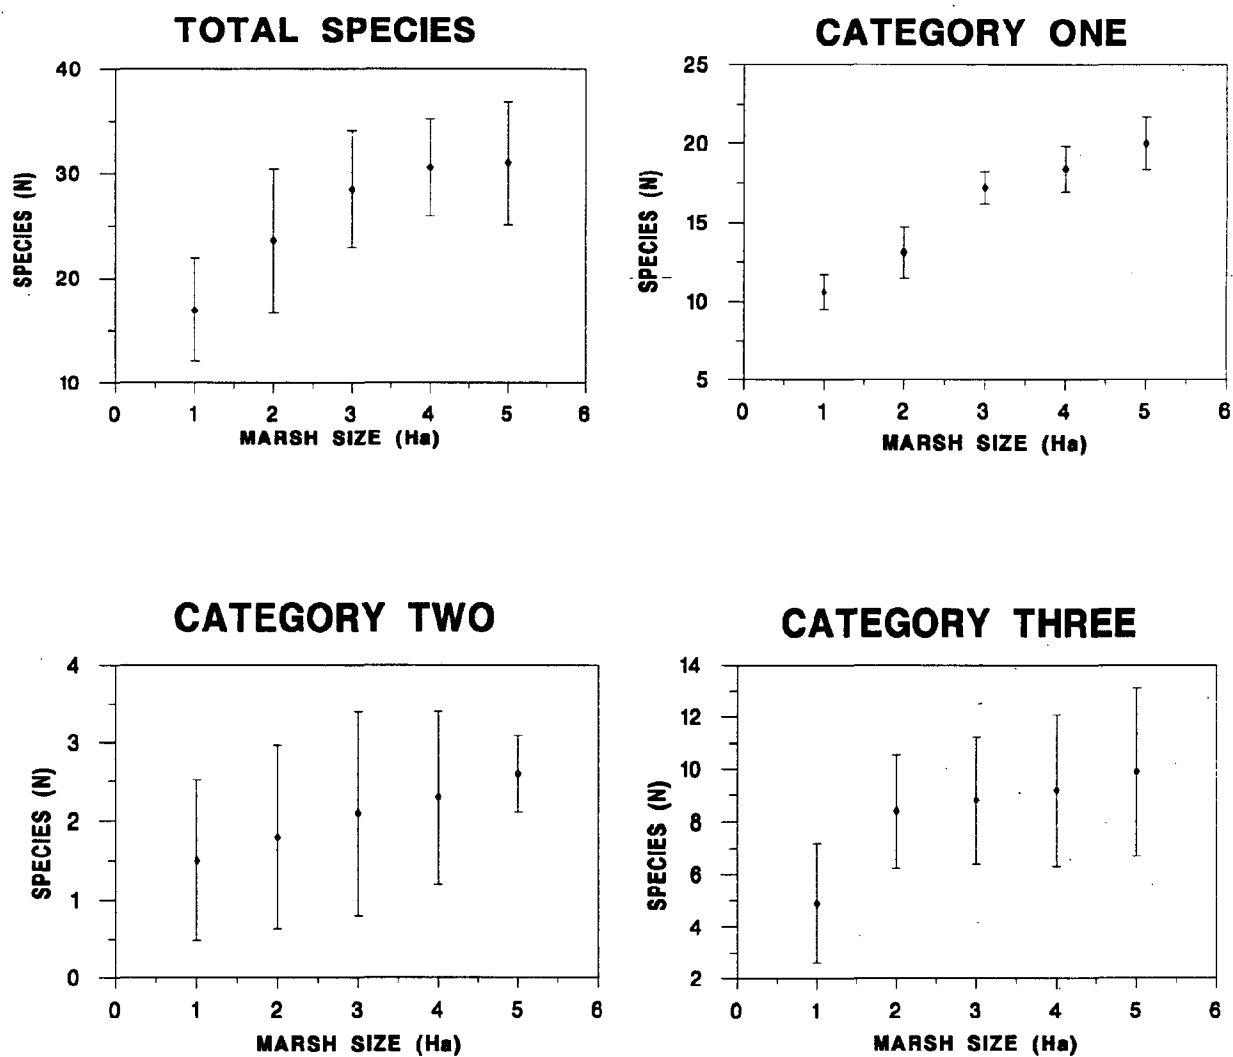 TOTAL SPECIES
40
30
20
10
SPECIES (N)
0 1 2 3 4 5 6
MARSH SIZE (Ha)
CATEGORY ONE
25
20
15
10
5
SPECIES (N)
0 1 2 3 4 5 6
MARSH SIZE (Ha)
CATEGORY TWO
4
3
2
1
0
SPECIES (N)
0 1 2 3 4 5 6
MARSH SIZE (Ha)
CATEGORY THREE
14
12
10
8
6
4
2
SPECIES (N)
0 1 2 3 4 5 6
MARSH SIZE (Ha)